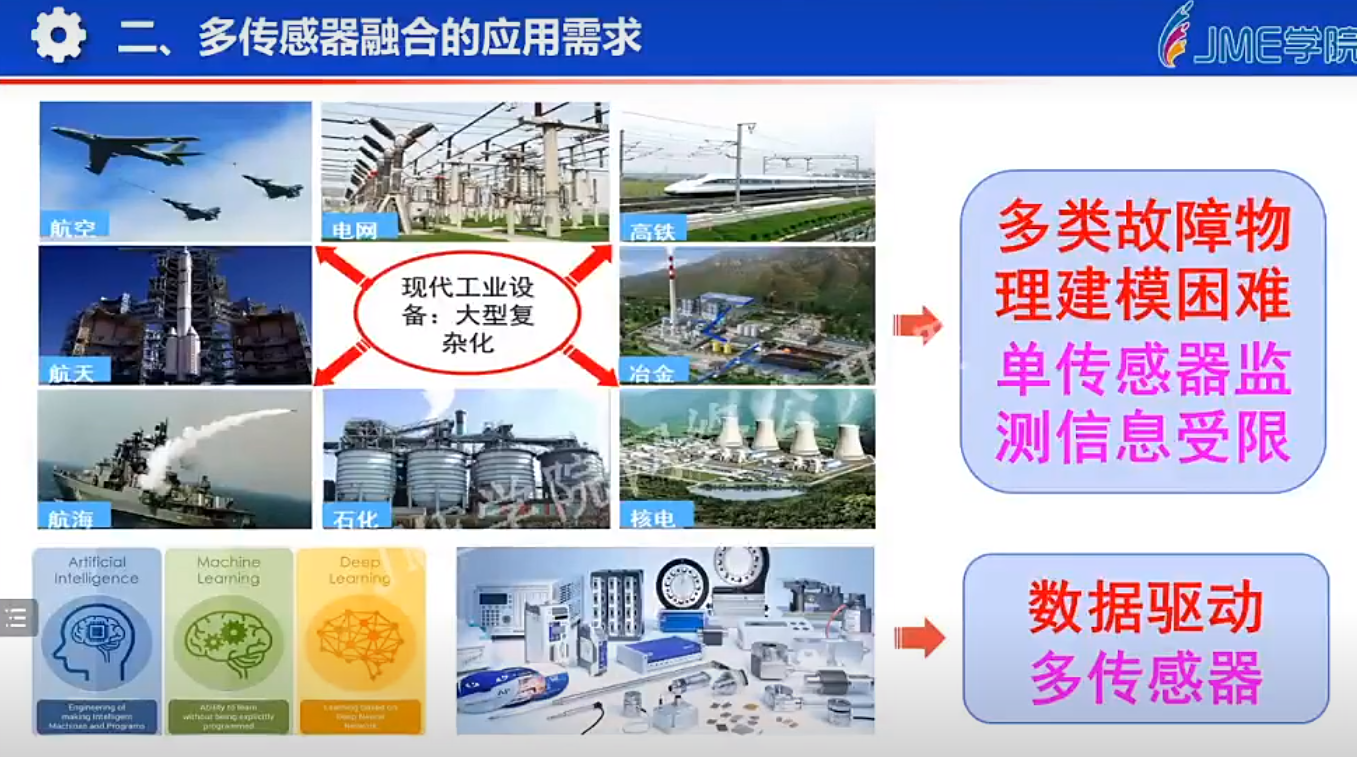 二、多传感器融合的应用需求
JME学院
航空
电网
高铁
现代工业设
备：大型复
杂化
航天
冶金
航海
石化
核电
多类故障物
理建模困难
单传感器监
测信息受限
Artificial
Intelligence
Machine
Learning
Deep
Learning
Engineering of
making Intelligent
Machines and Programs
Ability to learn
without being explicitly
programmed
Learning based on
Deep Neural
Network
数据驱动
多传感器